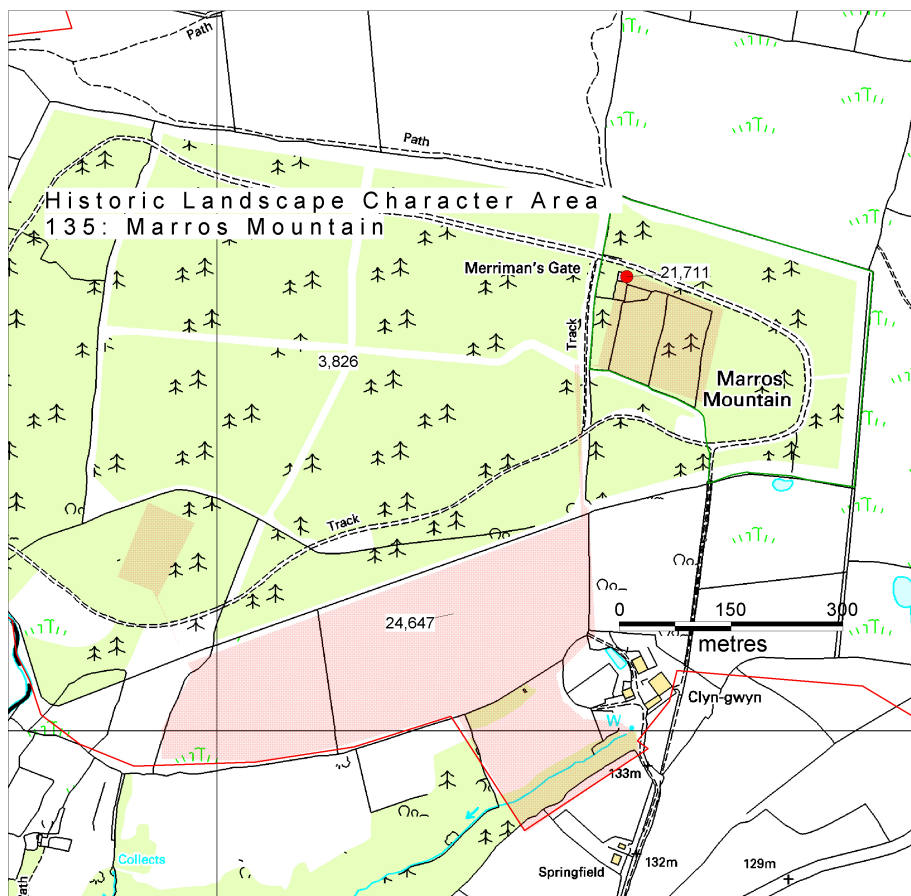 Path
Path
Historic Landscape Character Area
135: Marros Mountain
Merriman's Gate
21,711
Track
3,826
Marros
Mountain
Track
24,647
0 150 300
metres
Clyn-gwyn
W
133m
Collects
Springfield
132m
129m
Path